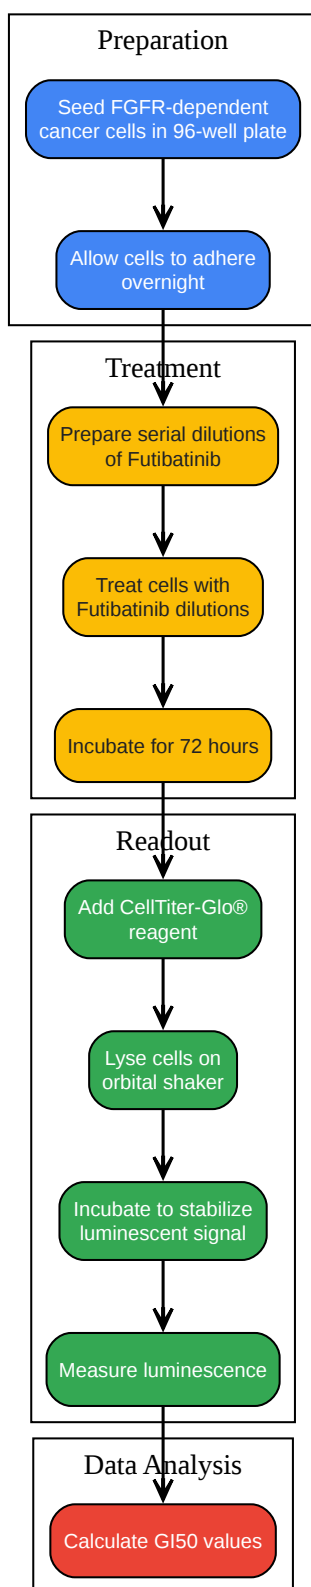 Preparation
Seed FGFR-dependent
cancer cells in 96-well plate
Allow cells to adhere
overnight
Treatment
Prepare serial dilutions
of Futibatinib
Treat cells with
Futibatinib dilutions
Incubate for 72 hours
Readout
Add CellTiter-Glo®
reagent
Lyse cells on
orbital shaker
Incubate to stabilize
luminescent signal
Measure luminescence
Data Analysis
Calculate GI50 values